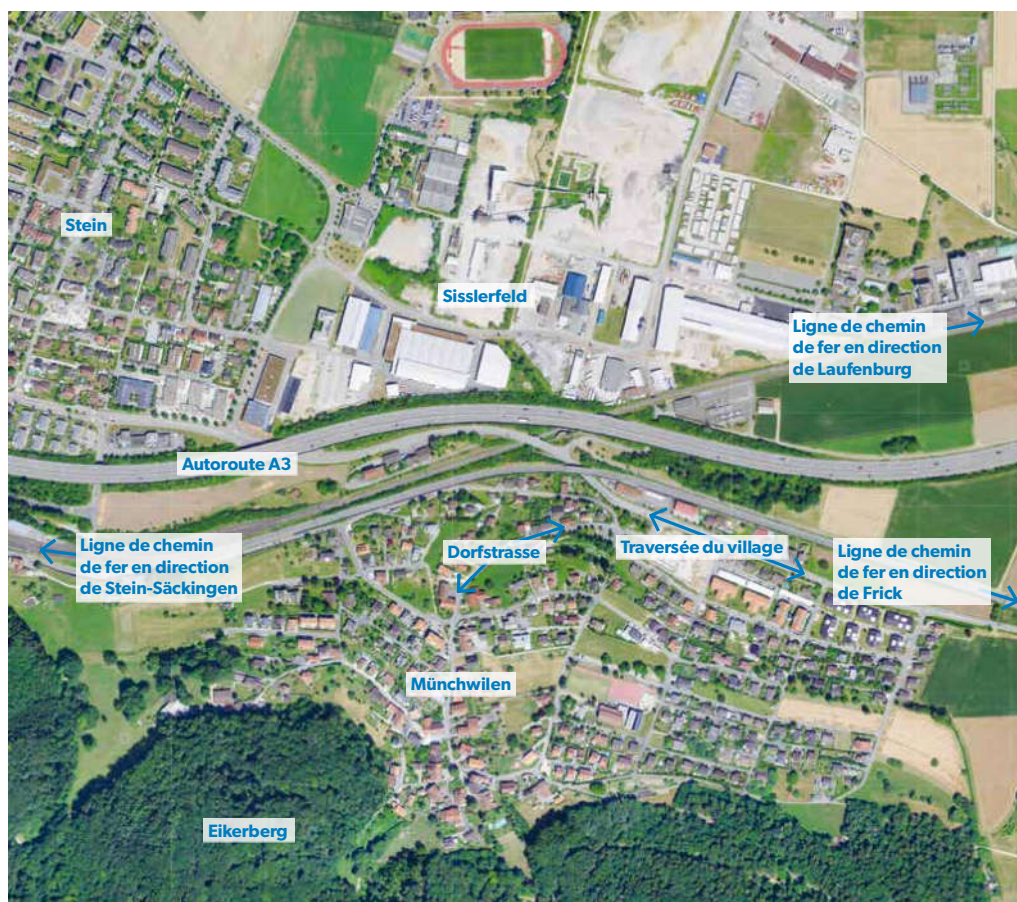 Stein
Sisslerfeld
Ligne de chemin
de fer en direction
de Laufenburg
Autoroute A3
Ligne de chemin
de fer en direction
de Stein-Säckingen
Dorfstrasse
Traversée du village
Ligne de chemin
de fer en direction
de Frick
Münchwilen
Eikerberg